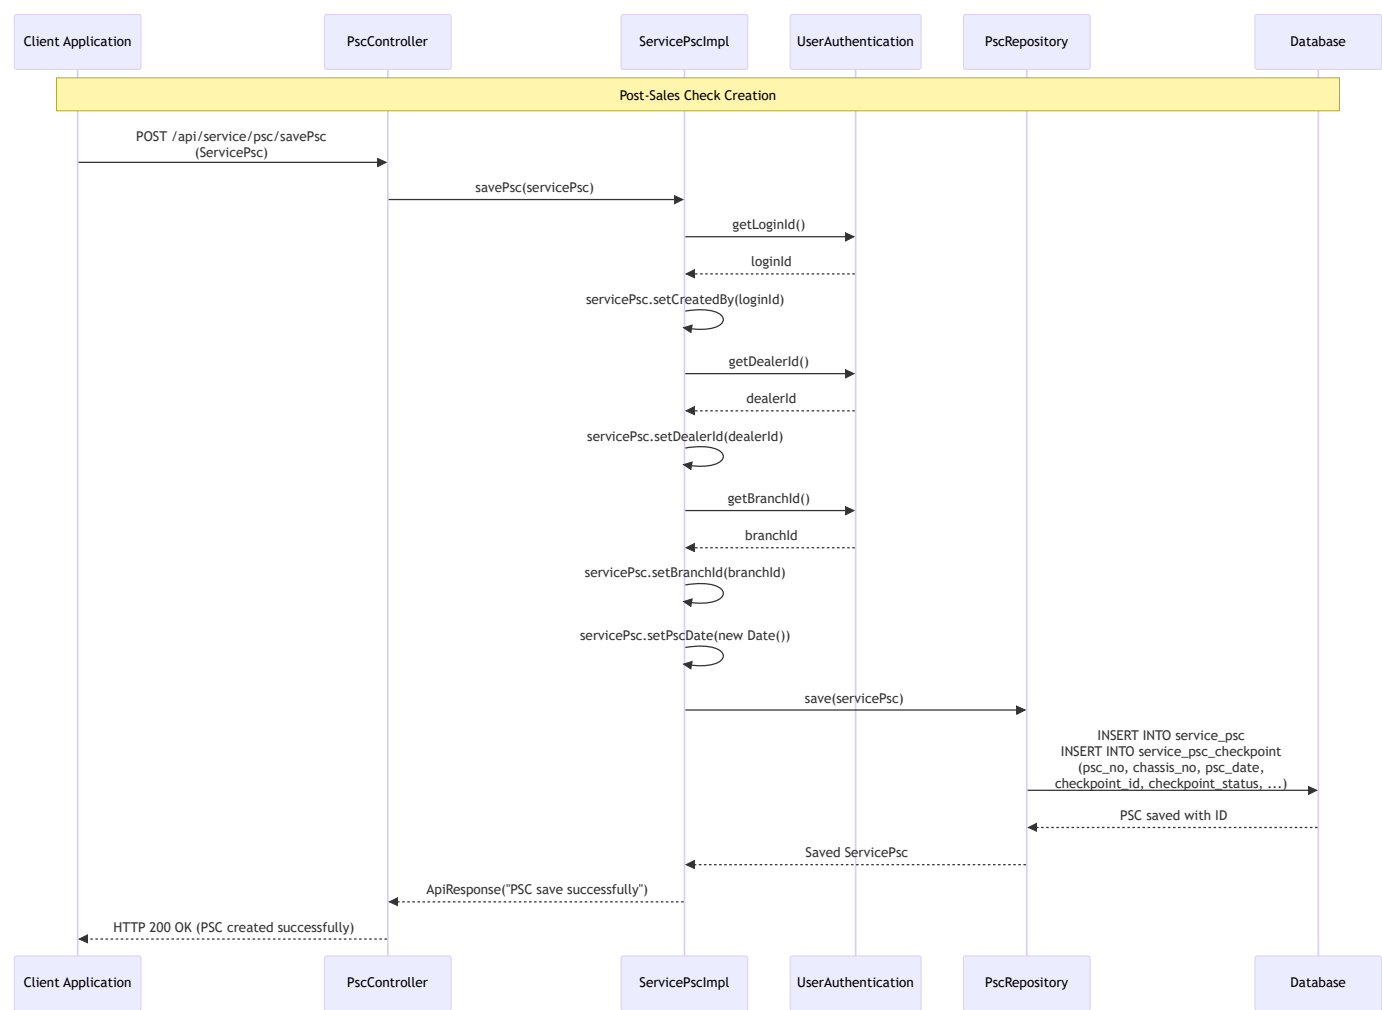 Client Application
PscController
ServicePscImpl
UserAuthentication
PscRepository
Database
Post-Sales Check Creation
POST /api/service/psc/savePsc
(ServicePsc)
savePsc(servicePsc)
getLoginId()
loginId
servicePsc.setCreatedBy(loginId)
getDealerId()
dealerId
servicePsc.setDealerId(dealerId)
getBranchId()
branchId
servicePsc.setBranchId(branchId)
servicePsc.setPscDate(new Date())
save(servicePsc)
INSERT INTO service_psc
INSERT INTO service_psc_checkpoint
(psc_no, chassis_no, psc_date,
checkpoint_id, checkpoint_status, ...)
PSC saved with ID
Saved ServicePsc
ApiResponse("PSC save successfully")
HTTP 200 OK (PSC created successfully)
Client Application
PscController
ServicePscImpl
UserAuthentication
PscRepository
Database